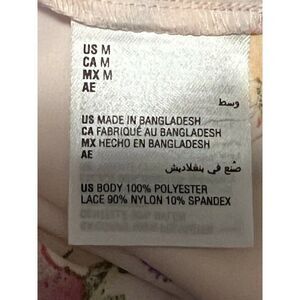 US M
CA M
MX M
AE
وسط
US MADE IN BANGLADESH
CA FABRIQUÉ AU BANGLADESH
MX HECHO EN BANGLADESH
AE
صُنع في بنغلاديش
US BODY 100% POLYESTER
LACE 90% NYLON 10% SPANDEX